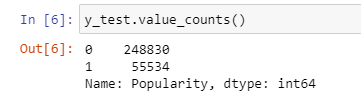 In [6]: y_test.value_counts()
Out[6]: 0    248830
1     55534
Name: Popularity, dtype: int64